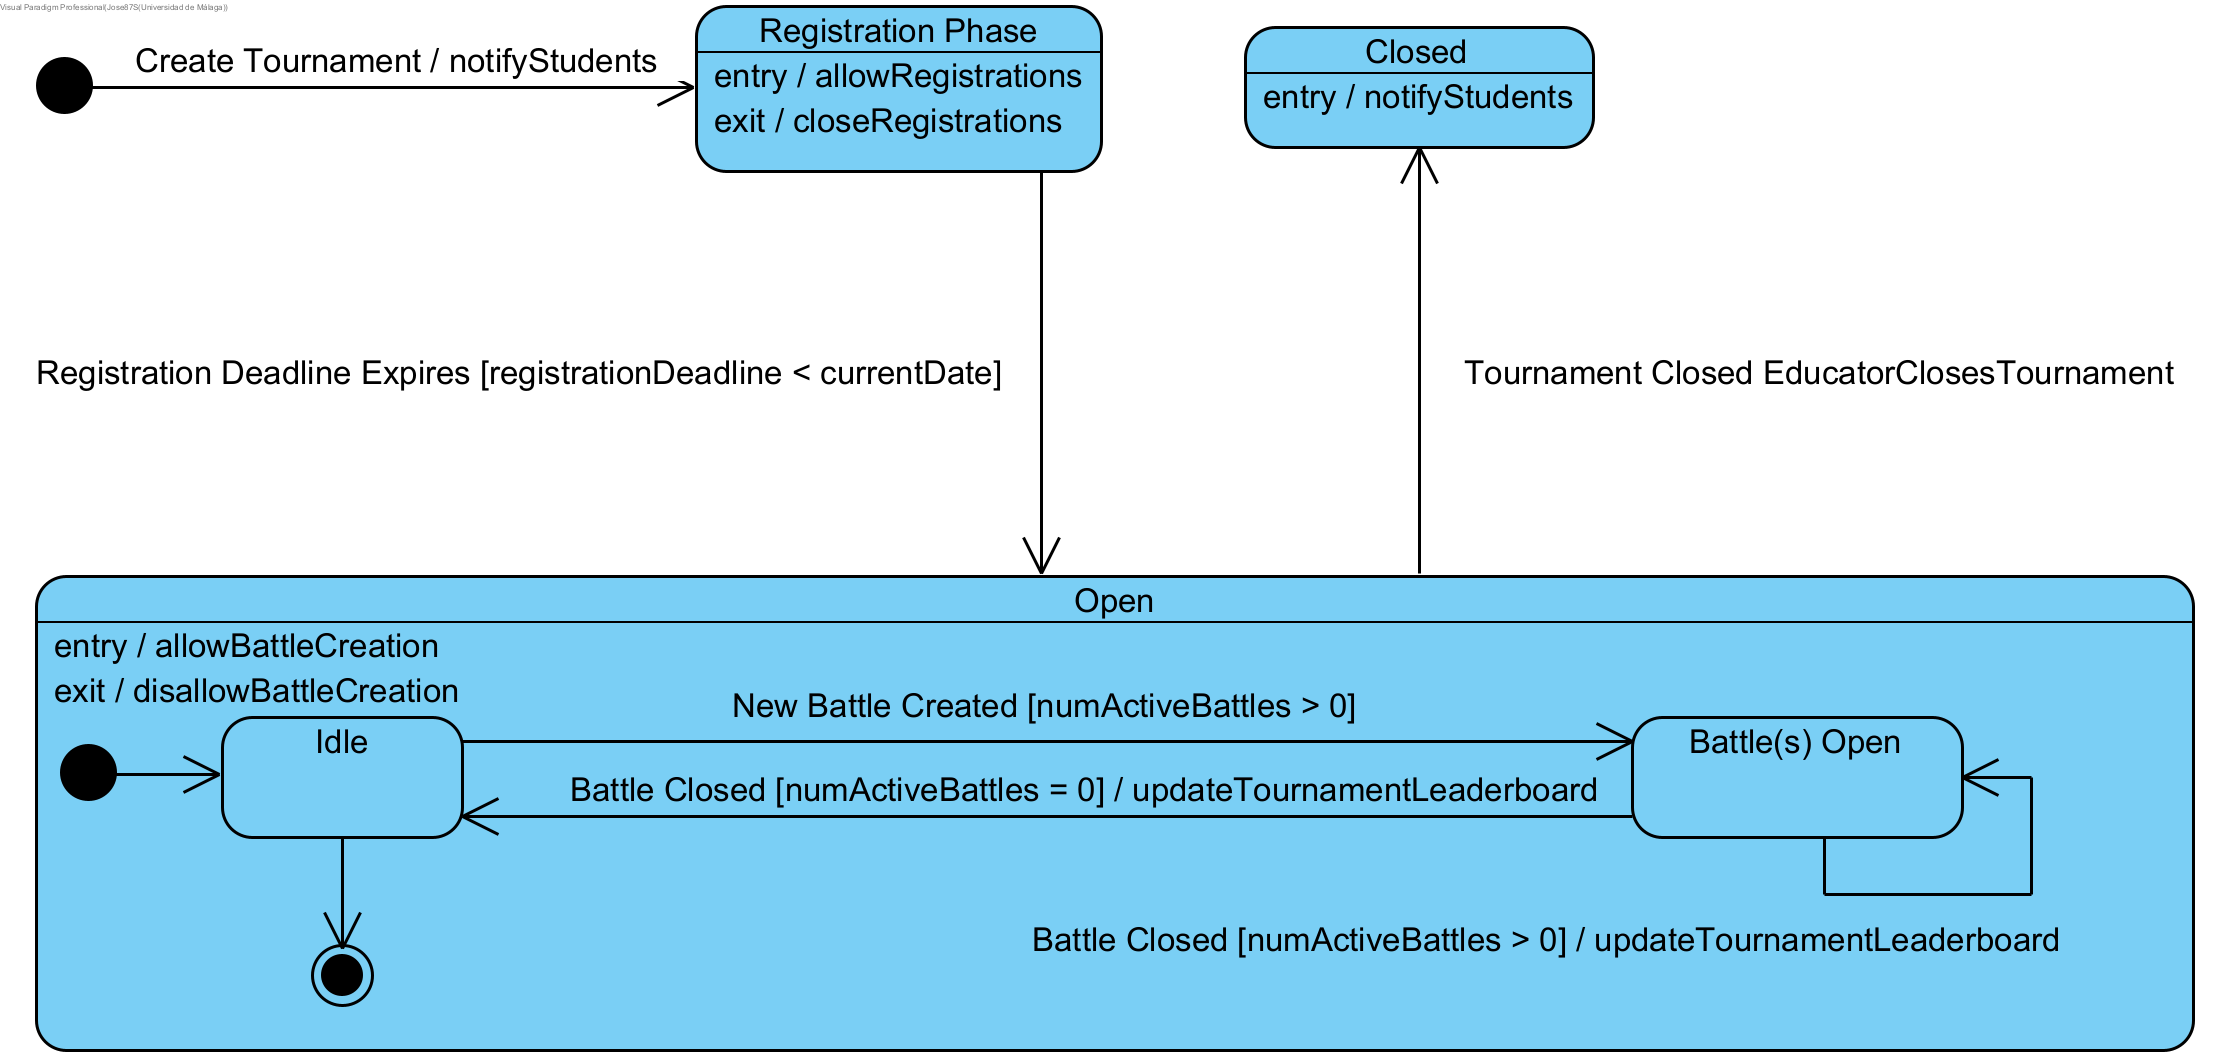 Visual Paradigm Professional(Jose87S(Universidad de Málaga))
Create Tournament / notifyStudents
Registration Phase
entry / allowRegistrations
exit / closeRegistrations
Closed
entry / notifyStudents
Registration Deadline Expires [registrationDeadline < currentDate]
Tournament Closed EducatorClosesTournament
Open
entry / allowBattleCreation
exit / disallowBattleCreation
New Battle Created [numActiveBattles > 0]
Idle
Battle(s) Open
Battle Closed [numActiveBattles = 0] / updateTournamentLeaderboard
Battle Closed [numActiveBattles > 0] / updateTournamentLeaderboard